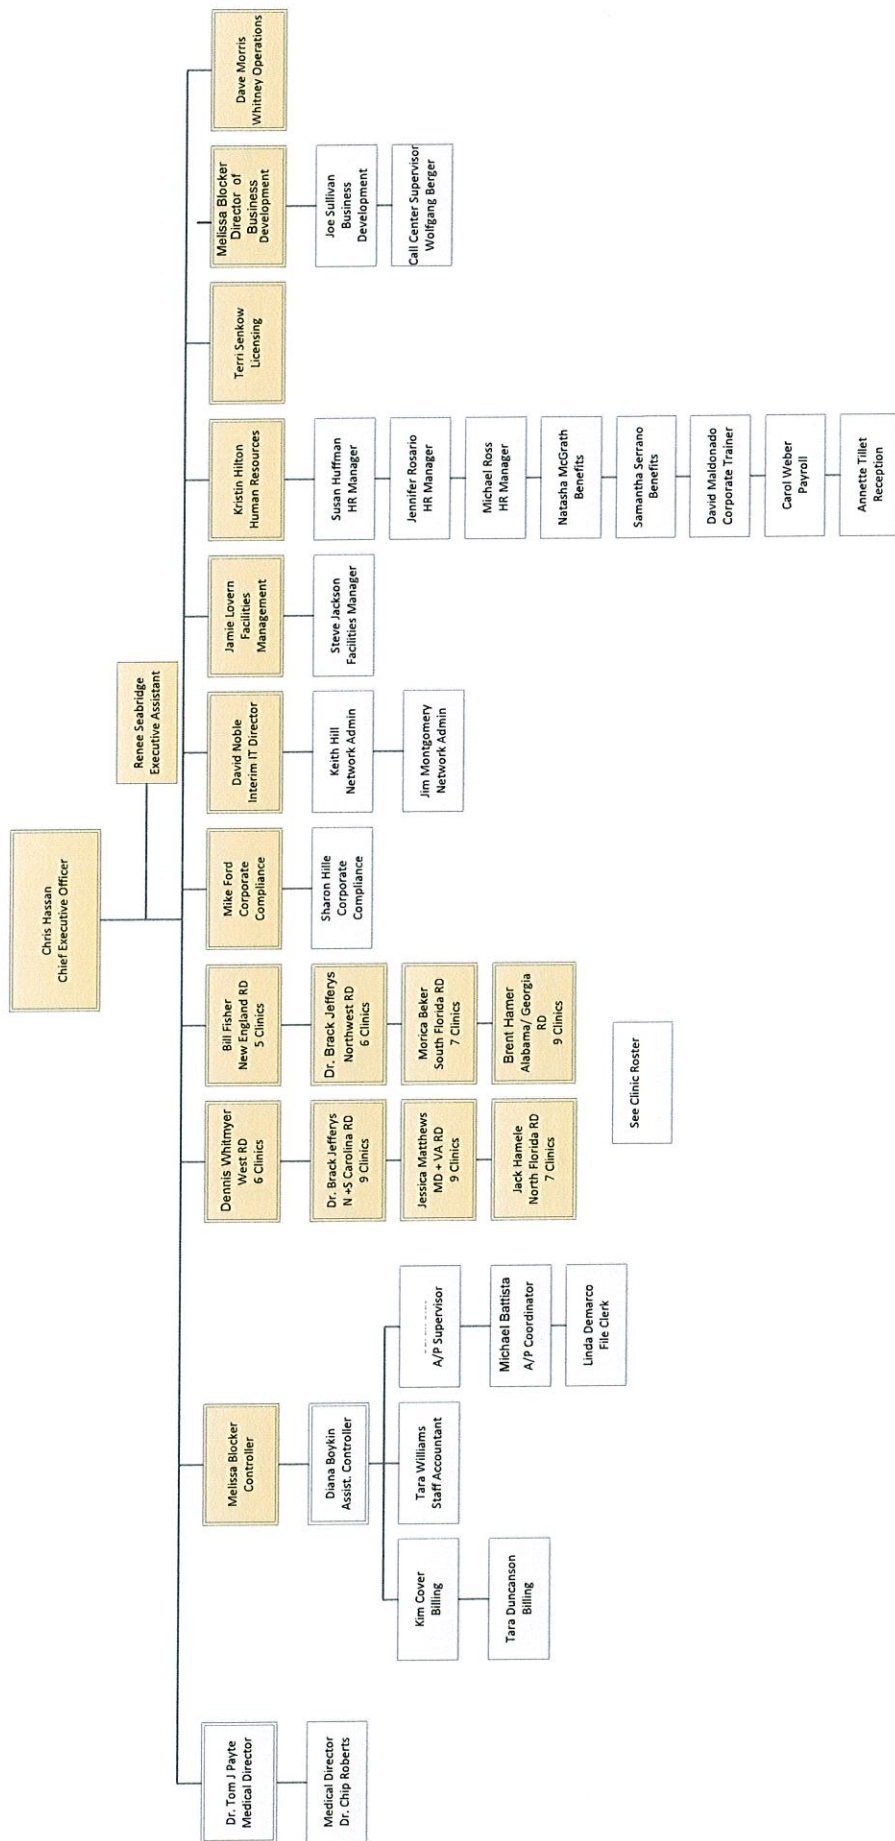 Chris Hassan
Chief Executive Officer
Renee Seabridge
Executive Assistant
Dr. Tom J Payte
Medical Director
Medical Director
Dr. Chip Roberts
Melissa Blocker
Controller
Diana Boykin
Assist. Controller
Kim Cover
Billing
Tara Duncanson
Billing
Tara Williams
Staff Accountant
A/P Supervisor
Michael Battista
A/P Coordinator
Linda Demarco
File Clerk
Dennis Whitmyer
West RD
6 Clinics
Dr. Brack Jefferys
N +S Carolina RD
9 Clinics
Jessica Matthews
MD + VA RD
9 Clinics
Jack Hamele
North Florida RD
7 Clinics
Bill Fisher
New England RD
5 Clinics
Dr. Brack Jefferys
Northwest RD
6 Clinics
Morica Beker
South Florida RD
7 Clinics
Brent Hamer
Alabama/ Georgia
RD
9 Clinics
See Clinic Roster
Mike Ford
Corporate
Compliance
Sharon Hille
Corporate
Compliance
David Noble
Interim IT Director
Keith Hill
Network Admin
Jim Montgomery
Network Admin
Jamie Lovern
Facilities
Management
Steve Jackson
Facilities Manager
Kristin Hilton
Human Resources
Susan Huffman
HR Manager
Jennifer Rosario
HR Manager
Michael Ross
HR Manager
Natasha McGrath
Benefits
Samantha Serrano
Benefits
David Maldonado
Corporate Trainer
Carol Weber
Payroll
Annette Tillet
Reception
Terri Senkow
Licensing
Melissa Blocker
Director of
Business
Development
Joe Sullivan
Business
Development
Call Center Supervisor
Wolfgang Berger
Dave Morris
Whitney Operations